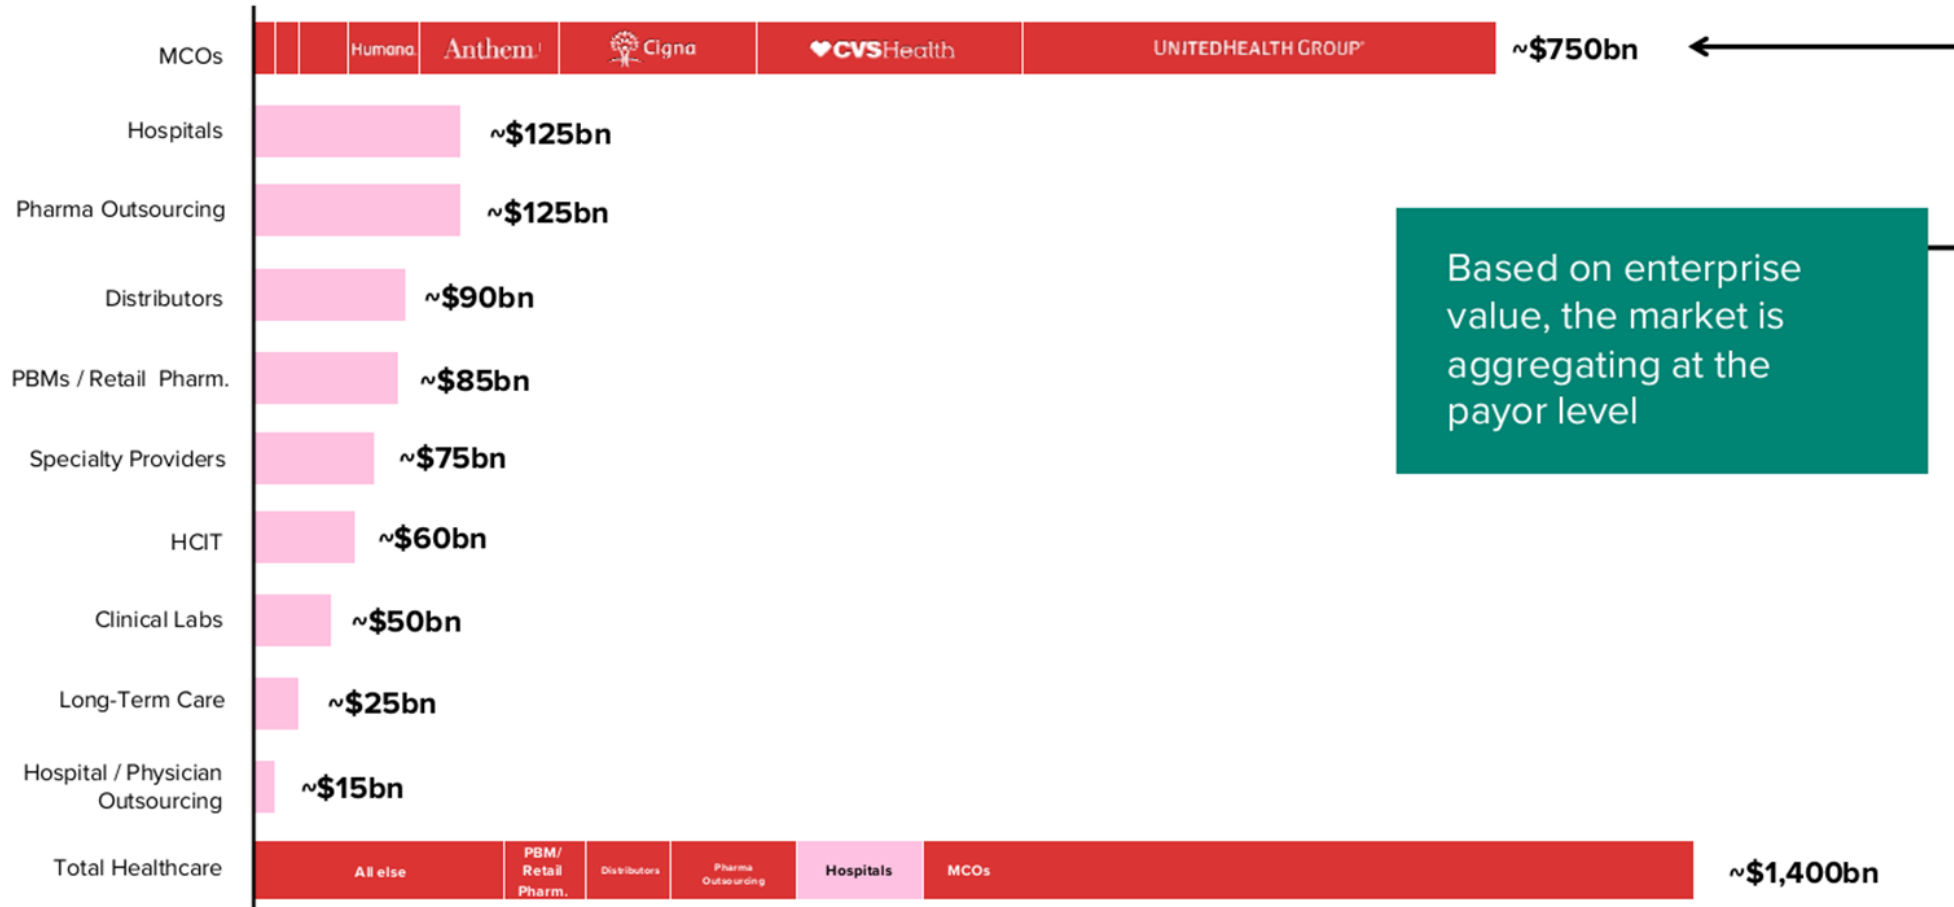 MCOs
Humana
Anthem
Cigna
CVSHealth
UNITEDHEALTH GROUP
~$750bn
Hospitals
~$125bn
Pharma Outsourcing
~$125bn
Distributors
~$90bn
PBMs / Retail Pharm.
~$85bn
Specialty Providers
~$75bn
HCIT
~$60bn
Clinical Labs
~$50bn
Long-Term Care
~$25bn
Hospital / Physician
Outsourcing
~$15bn
Based on enterprise
value, the market is
aggregating at the
payor level
Total Healthcare
All else
PBM/
Retail
Pharm.
Distributors
Pharma
Outsourcing
Hospitals
MCOs
~$1,400bn